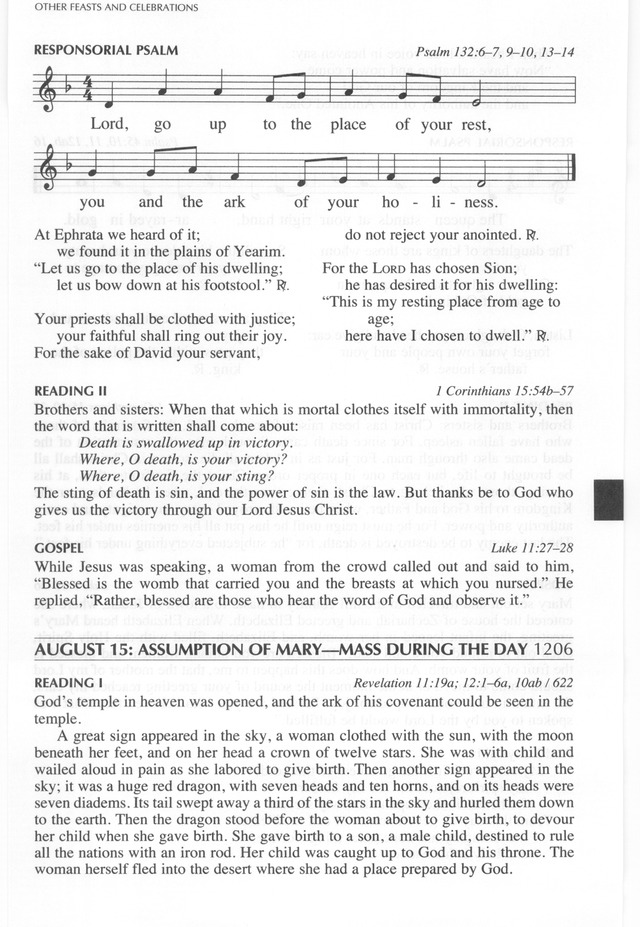 OTHER FEASTS AND CELEBRATIONS
RESPONSORIAL PSALM Psalm 132:6–7, 9–10, 13–14
Lord, go up to the place of your rest,
you and the ark of your ho - li - ness.
At Ephrata we heard of it;
we found it in the plains of Yearim.
“Let us go to the place of his dwelling;
let us bow down at his footstool.” ℟.
Your priests shall be clothed with justice;
your faithful shall ring out their joy.
For the sake of David your servant,
do not reject your anointed. ℟.
For the LORD has chosen Sion;
he has desired it for his dwelling:
“This is my resting place from age to
age;
here have I chosen to dwell.” ℟.
READING II 1 Corinthians 15:54b–57
Brothers and sisters: When that which is mortal clothes itself with immortality, then
the word that is written shall come about:
Death is swallowed up in victory.
Where, O death, is your victory?
Where, O death, is your sting?
The sting of death is sin, and the power of sin is the law. But thanks be to God who
gives us the victory through our Lord Jesus Christ.
GOSPEL Luke 11:27–28
While Jesus was speaking, a woman from the crowd called out and said to him,
“Blessed is the womb that carried you and the breasts at which you nursed.” He
replied, “Rather, blessed are those who hear the word of God and observe it.”
AUGUST 15: ASSUMPTION OF MARY—MASS DURING THE DAY 1206
READING I Revelation 11:19a; 12:1–6a, 10ab / 622
God’s temple in heaven was opened, and the ark of his covenant could be seen in the
temple.
A great sign appeared in the sky, a woman clothed with the sun, with the moon
beneath her feet, and on her head a crown of twelve stars. She was with child and
wailed aloud in pain as she labored to give birth. Then another sign appeared in the
sky; it was a huge red dragon, with seven heads and ten horns, and on its heads were
seven diadems. Its tail swept away a third of the stars in the sky and hurled them down
to the earth. Then the dragon stood before the woman about to give birth, to devour
her child when she gave birth. She gave birth to a son, a male child, destined to rule
all the nations with an iron rod. Her child was caught up to God and his throne. The
woman herself fled into the desert where she had a place prepared by God.